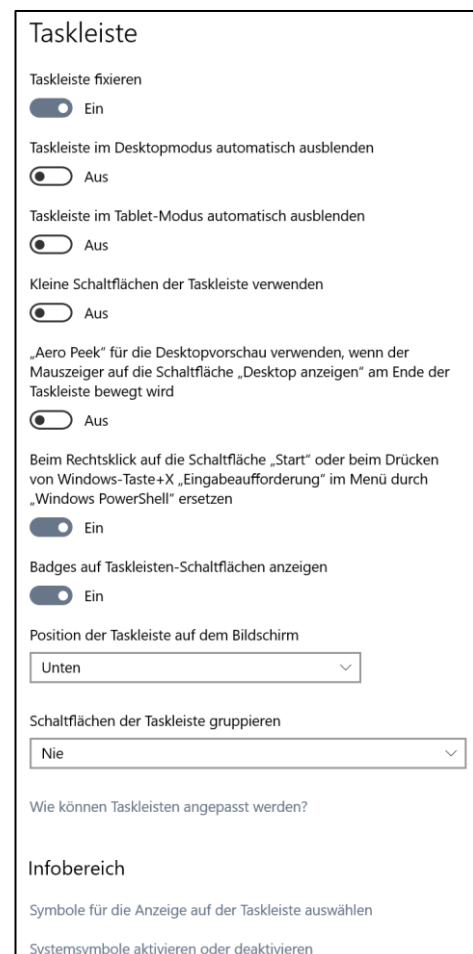 Taskleiste
Taskleiste fixieren
Ein
Taskleiste im Desktopmodus automatisch ausblenden
Aus
Taskleiste im Tablet-Modus automatisch ausblenden
Aus
Kleine Schaltflächen der Taskleiste verwenden
Aus
„Aero Peek“ für die Desktopvorschau verwenden, wenn der
Mauszeiger auf die Schaltfläche „Desktop anzeigen“ am Ende der
Taskleiste bewegt wird
Aus
Beim Rechtsklick auf die Schaltfläche „Start“ oder beim Drücken
von Windows-Taste+X „Eingabeaufforderung“ im Menü durch
„Windows PowerShell“ ersetzen
Ein
Badges auf Taskleisten-Schaltflächen anzeigen
Ein
Position der Taskleiste auf dem Bildschirm
Unten
Schaltflächen der Taskleiste gruppieren
Nie
Wie können Taskleisten angepasst werden?
Infobereich
Symbole für die Anzeige auf der Taskleiste auswählen
Systemsymbole aktivieren oder deaktivieren